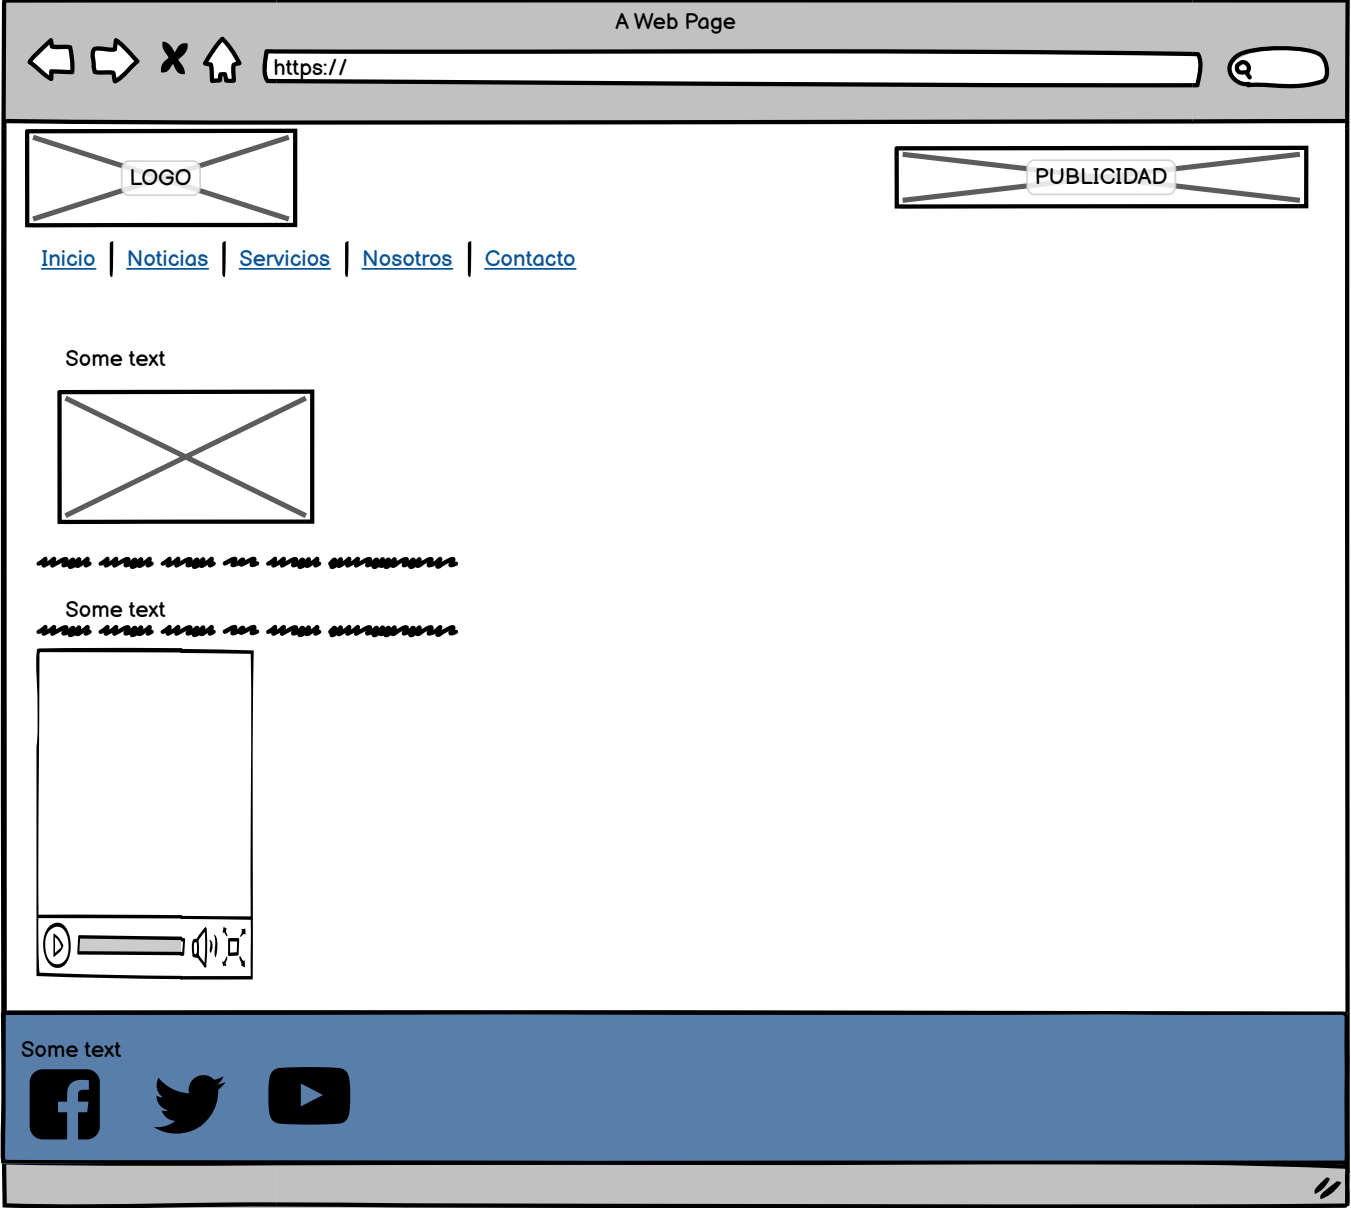 A Web Page
https://
LOGO
PUBLICIDAD
Inicio Noticias Servicios Nosotros Contacto
Some text
Some text
Some text